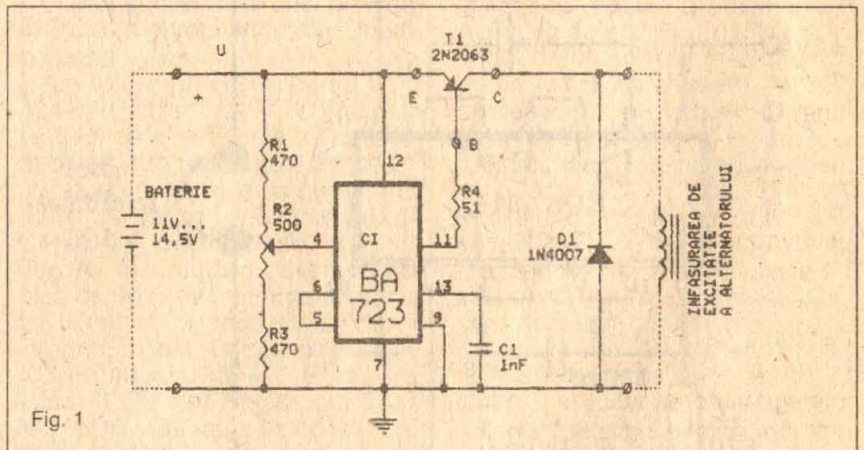 U
T1
2N2063
+
E
C
B
R1
470
12
R4
51
BATERIE
11V...
14,5V
R2
500
4
CI
11
BA
723
6
5
13
9
D1
1N4007
INFASURAREA DE
EXCITATIE
A ALTERNATORULUI
R3
470
7
C1
1nF
Fig. 1